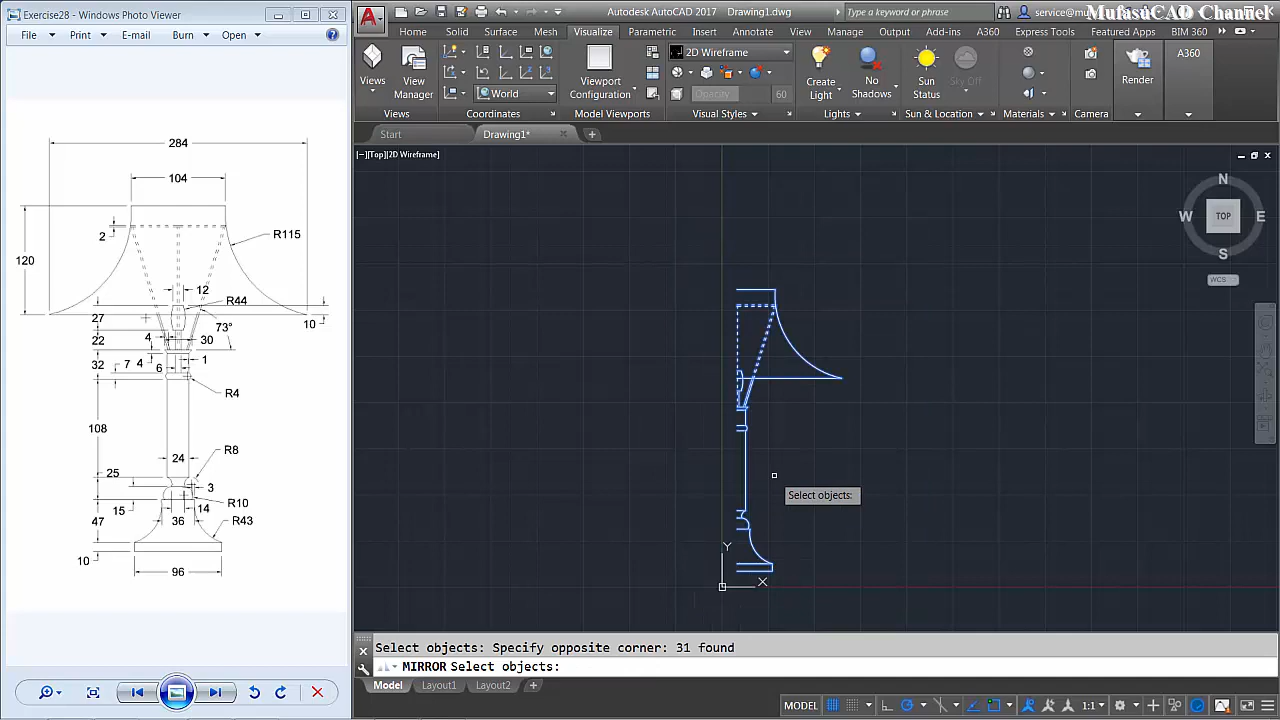 Exercise28 - Windows Photo Viewer
File Print E-mail Burn Open
284
104
2
R115
120
12
R44
27
10
73°
4
22
30
32
7
4
1
6
R4
108
R8
24
25
3
R10
15
14
47
36
R43
10
96
Autodesk AutoCAD 2017 Drawing1.dwg
Type a keyword or phrase
MufasuCAD Channel
Home Solid Surface Mesh Visualize Parametric Insert Annotate View Manage Output Add-ins A360 Express Tools Featured Apps BIM 360
Views
View
Manager
Viewport
Configuration
2D Wireframe
World
Opacity
60
Create
Light
No
Shadows
Sun
Status
Sky Off
Render
A360
Views Coordinates Model Viewports Visual Styles Lights Sun & Location Materials Camera
Start Drawing1*
[−][Top][2D Wireframe]
N
W
TOP
E
S
WCS
Select objects:
Y
X
Select objects: Specify opposite corner: 31 found
MIRROR Select objects:
Model Layout1 Layout2
MODEL
1:1